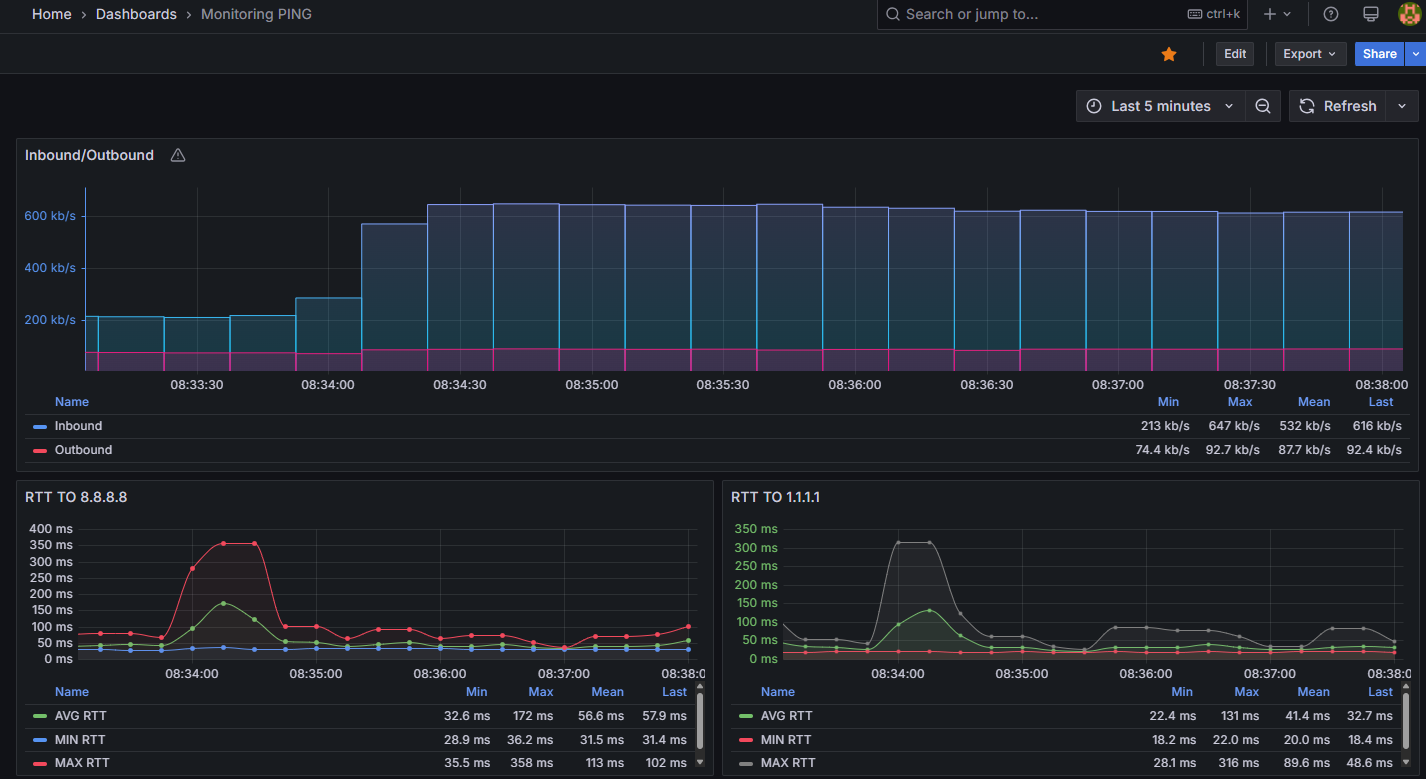 Home › Dashboards › Monitoring PING
Search or jump to...
ctrl+k
Edit
Export
Share
Last 5 minutes
Refresh
Inbound/Outbound
600 kb/s
400 kb/s
200 kb/s
08:33:30 08:34:00 08:34:30 08:35:00 08:35:30 08:36:00 08:36:30 08:37:00 08:37:30 08:38:00
Name Min Max Mean Last
Inbound 213 kb/s 647 kb/s 532 kb/s 616 kb/s
Outbound 74.4 kb/s 92.7 kb/s 87.7 kb/s 92.4 kb/s
RTT TO 8.8.8.8
400 ms
350 ms
300 ms
250 ms
200 ms
150 ms
100 ms
50 ms
0 ms
08:34:00 08:35:00 08:36:00 08:37:00 08:38:0
Name Min Max Mean Last
AVG RTT 32.6 ms 172 ms 56.6 ms 57.9 ms
MIN RTT 28.9 ms 36.2 ms 31.5 ms 31.4 ms
MAX RTT 35.5 ms 358 ms 113 ms 102 ms
RTT TO 1.1.1.1
350 ms
300 ms
250 ms
200 ms
150 ms
100 ms
50 ms
0 ms
08:34:00 08:35:00 08:36:00 08:37:00 08:38:0
Name Min Max Mean Last
AVG RTT 22.4 ms 131 ms 41.4 ms 32.7 ms
MIN RTT 18.2 ms 22.0 ms 20.0 ms 18.4 ms
MAX RTT 28.1 ms 316 ms 89.6 ms 48.6 ms